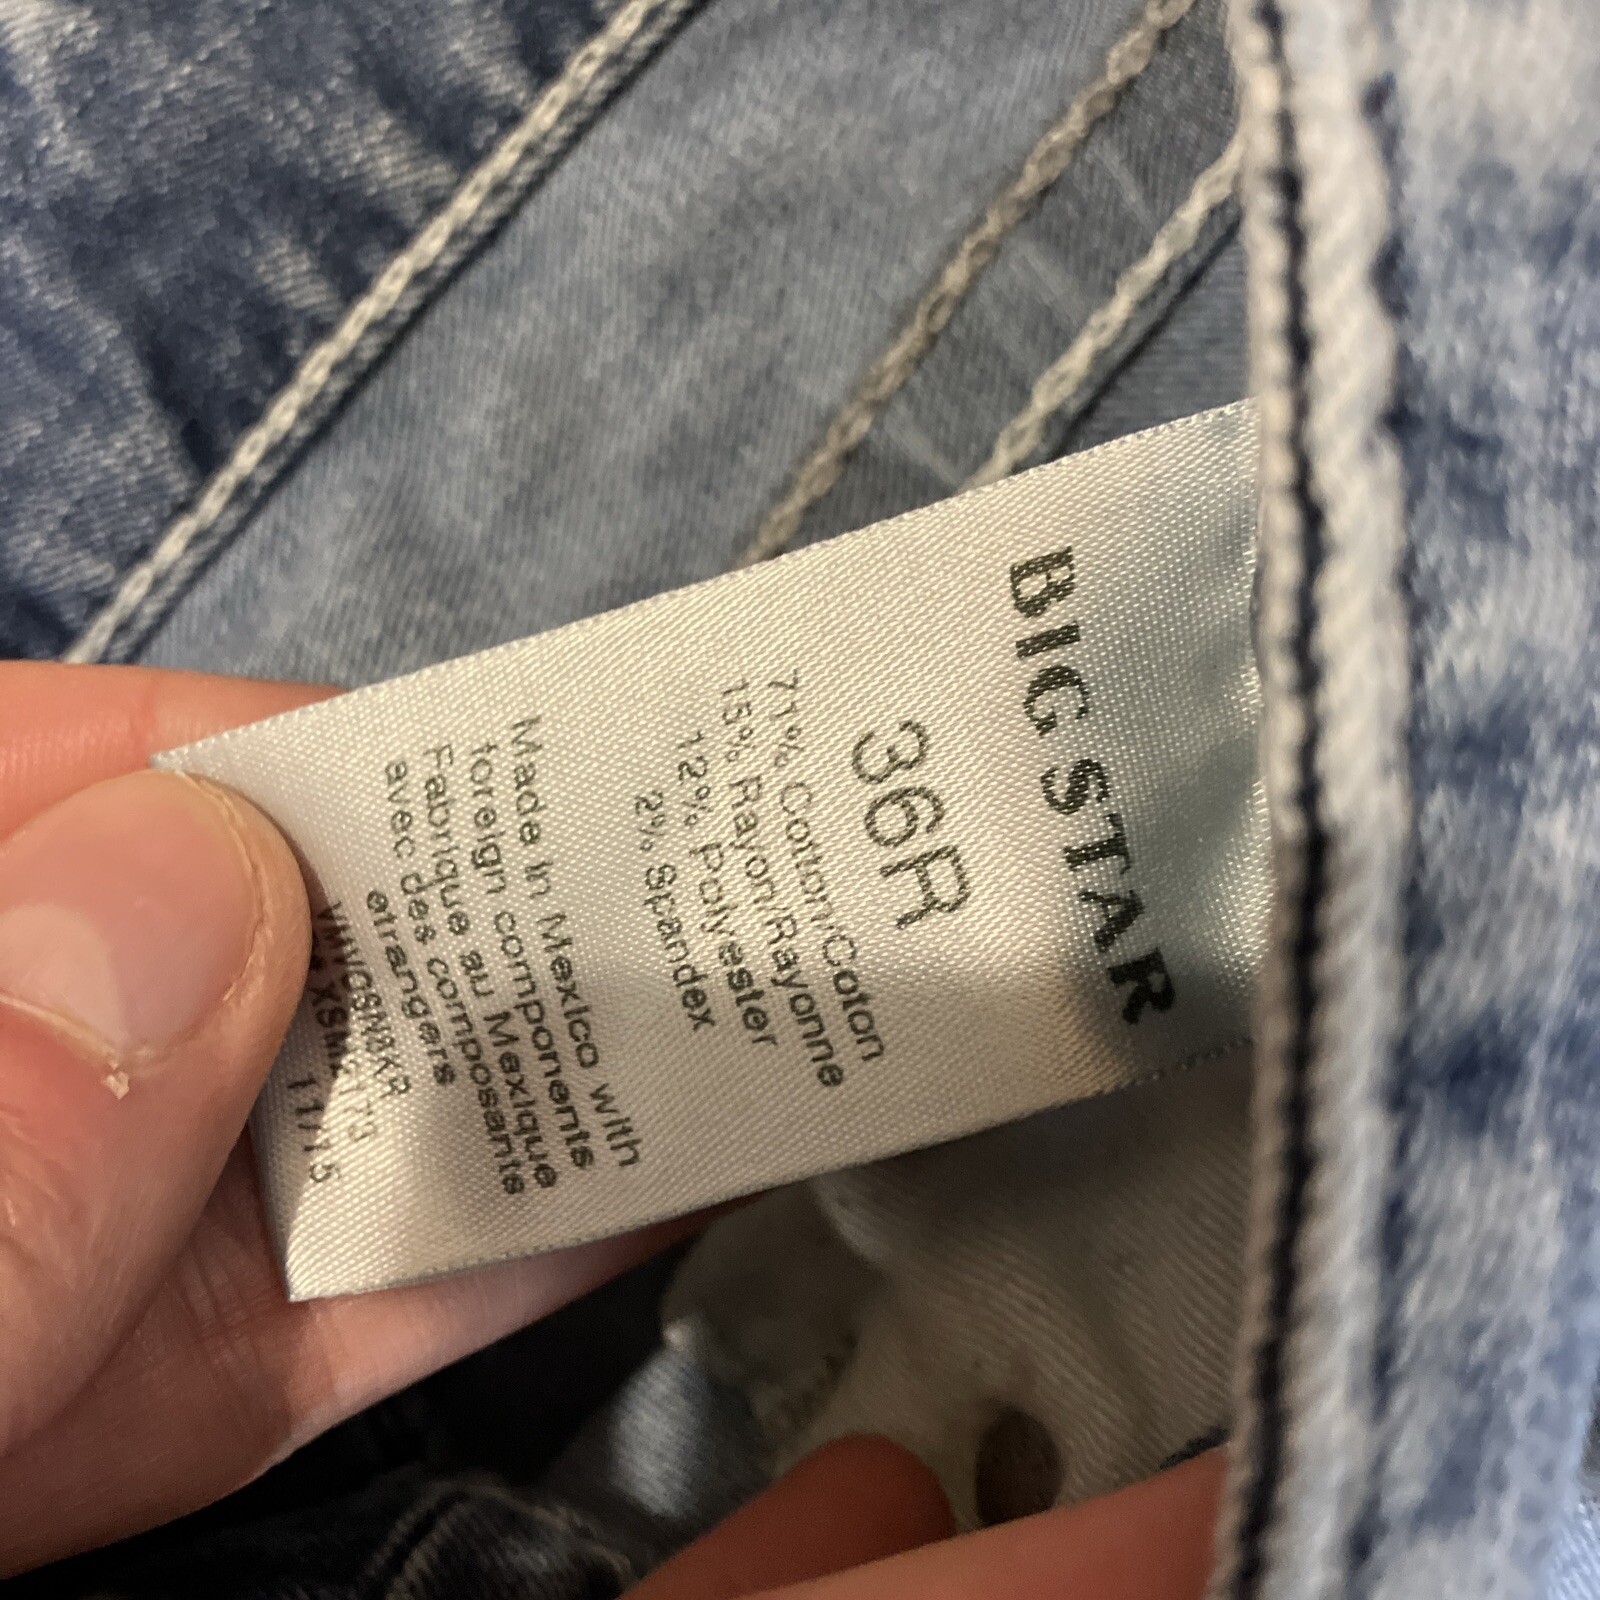 BIG STAR
36R
71% Cotton/Coton
15% Rayon/Rayonne
12% Polyester
2% Spandex
Made in Mexico with
foreign components
Fabrique au Mexique
avec des composants
etrangers
11/15